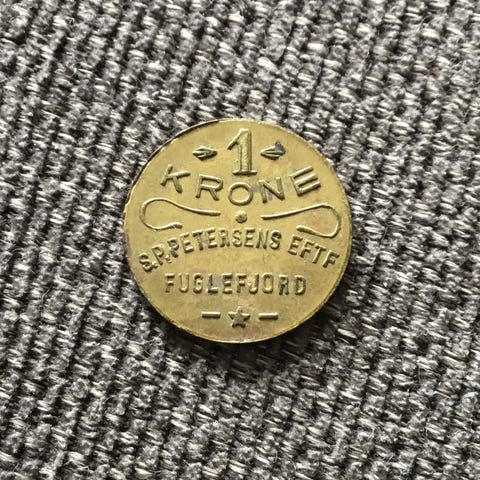 1
KRONE
S.P.PETERSENS EFTF
FUGLEFJORD